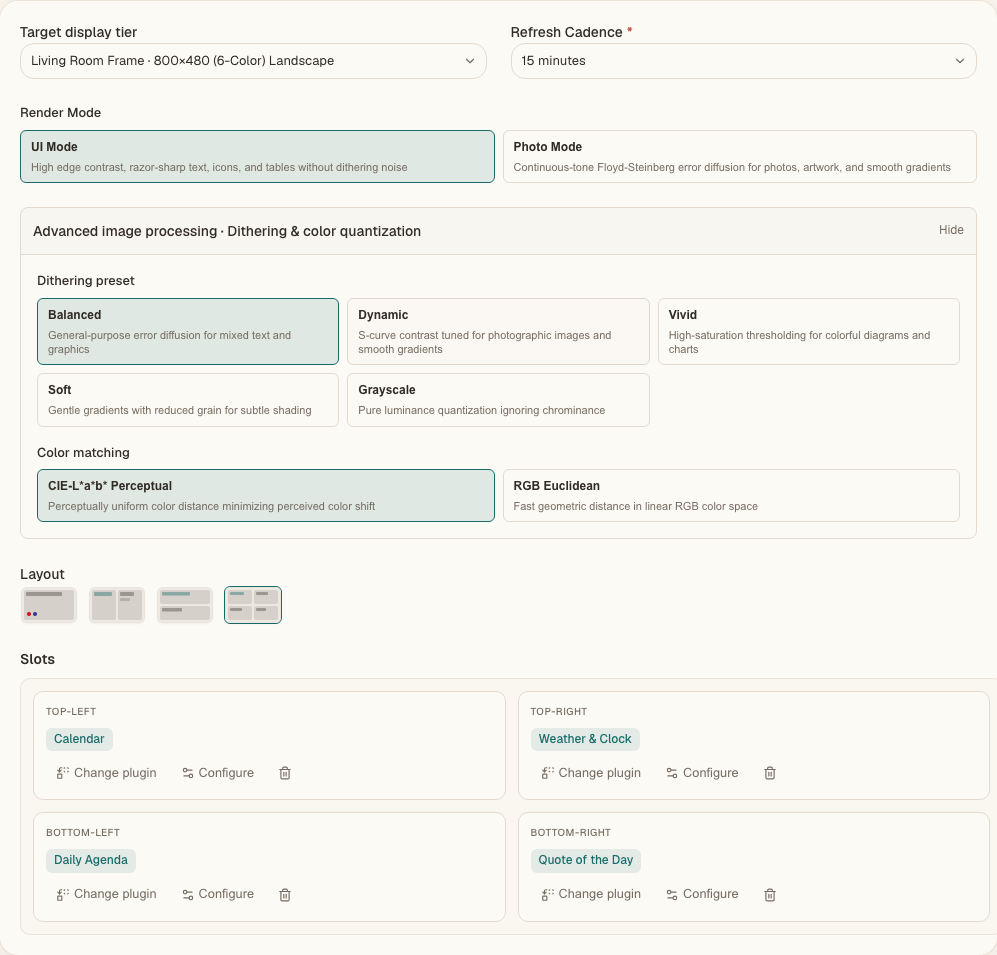 Target display tier
Refresh Cadence *
Living Room Frame · 800×480 (6-Color) Landscape
15 minutes
Render Mode
UI Mode
High edge contrast, razor-sharp text, icons, and tables without dithering noise
Photo Mode
Continuous-tone Floyd-Steinberg error diffusion for photos, artwork, and smooth gradients
Advanced image processing · Dithering & color quantization
Hide
Dithering preset
Balanced
General-purpose error diffusion for mixed text and
graphics
Dynamic
S-curve contrast tuned for photographic images and
smooth gradients
Vivid
High-saturation thresholding for colorful diagrams and
charts
Soft
Gentle gradients with reduced grain for subtle shading
Grayscale
Pure luminance quantization ignoring chrominance
Color matching
CIE-L*a*b* Perceptual
Perceptually uniform color distance minimizing perceived color shift
RGB Euclidean
Fast geometric distance in linear RGB color space
Layout
Slots
TOP-LEFT
Calendar
Change plugin
Configure
TOP-RIGHT
Weather & Clock
Change plugin
Configure
BOTTOM-LEFT
Daily Agenda
Change plugin
Configure
BOTTOM-RIGHT
Quote of the Day
Change plugin
Configure